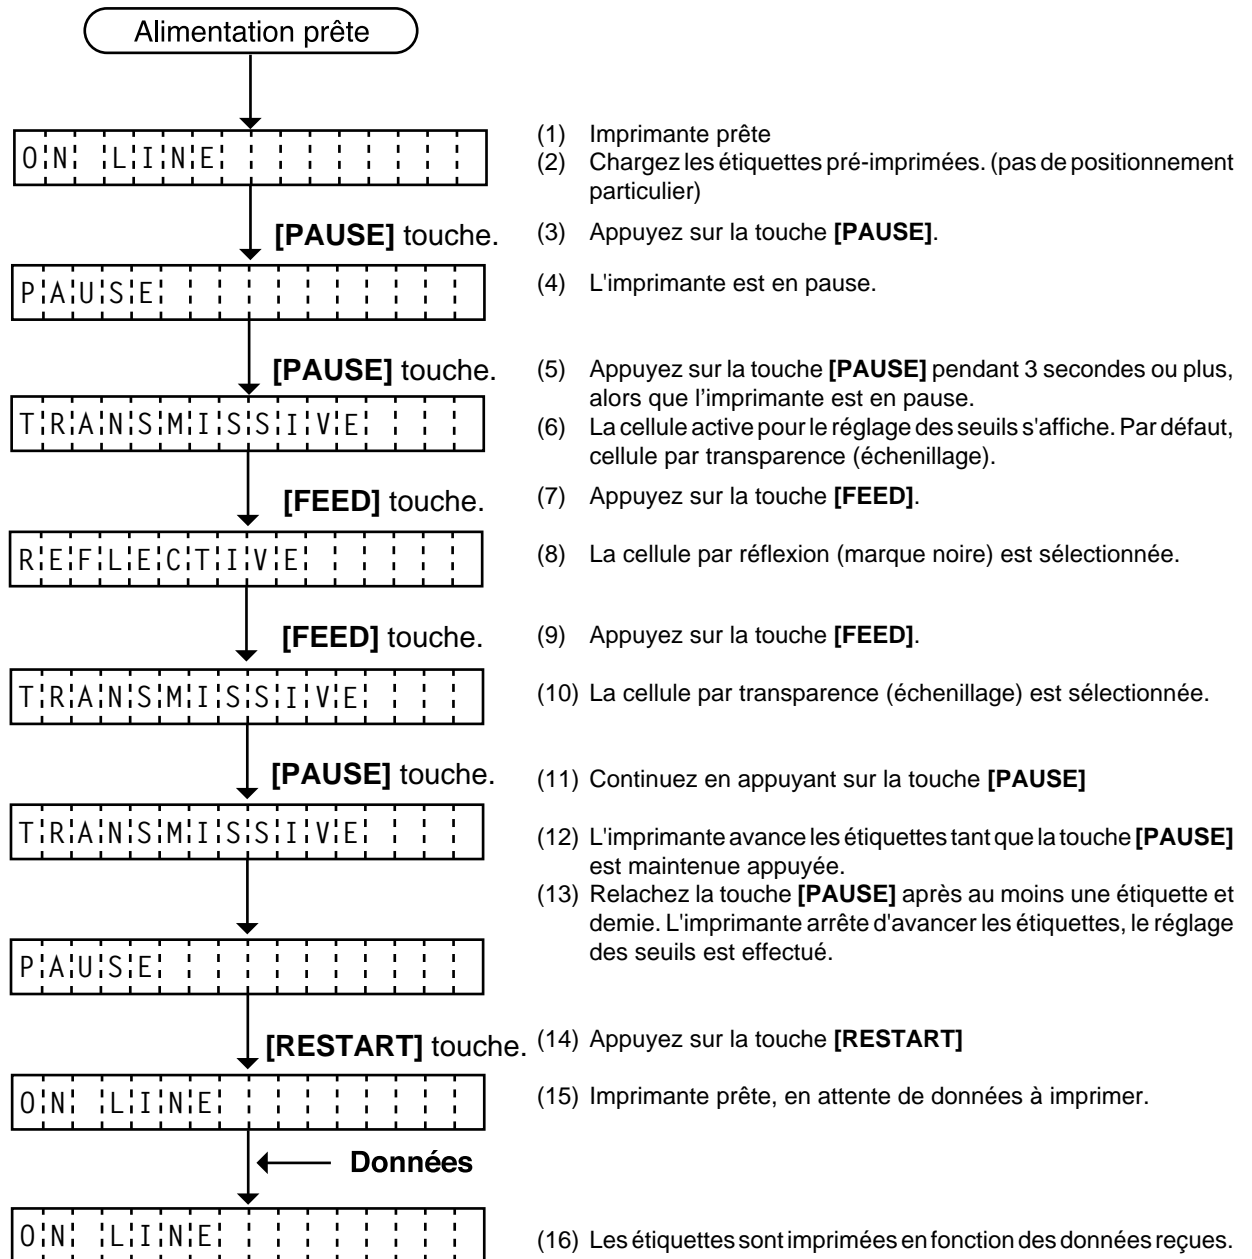 Alimentation prête
ON LINE
(1) Imprimante prête
(2) Chargez les étiquettes pré-imprimées. (pas de positionnement
particulier)
[PAUSE] touche.
(3) Appuyez sur la touche [PAUSE].
PAUSE
(4) L'imprimante est en pause.
[PAUSE] touche.
(5) Appuyez sur la touche [PAUSE] pendant 3 secondes ou plus,
alors que l'imprimante est en pause.
TRANSMISSIVE
(6) La cellule active pour le réglage des seuils s'affiche. Par défaut,
cellule par transparence (échenillage).
[FEED] touche.
(7) Appuyez sur la touche [FEED].
REFLECTIVE
(8) La cellule par réflexion (marque noire) est sélectionnée.
[FEED] touche.
(9) Appuyez sur la touche [FEED].
TRANSMISSIVE
(10) La cellule par transparence (échenillage) est sélectionnée.
[PAUSE] touche.
(11) Continuez en appuyant sur la touche [PAUSE]
TRANSMISSIVE
(12) L'imprimante avance les étiquettes tant que la touche [PAUSE]
est maintenue appuyée.
(13) Relachez la touche [PAUSE] après au moins une étiquette et
demie. L'imprimante arrête d'avancer les étiquettes, le réglage
des seuils est effectué.
PAUSE
[RESTART] touche.
(14) Appuyez sur la touche [RESTART]
ON LINE
(15) Imprimante prête, en attente de données à imprimer.
Données
ON LINE
(16) Les étiquettes sont imprimées en fonction des données reçues.